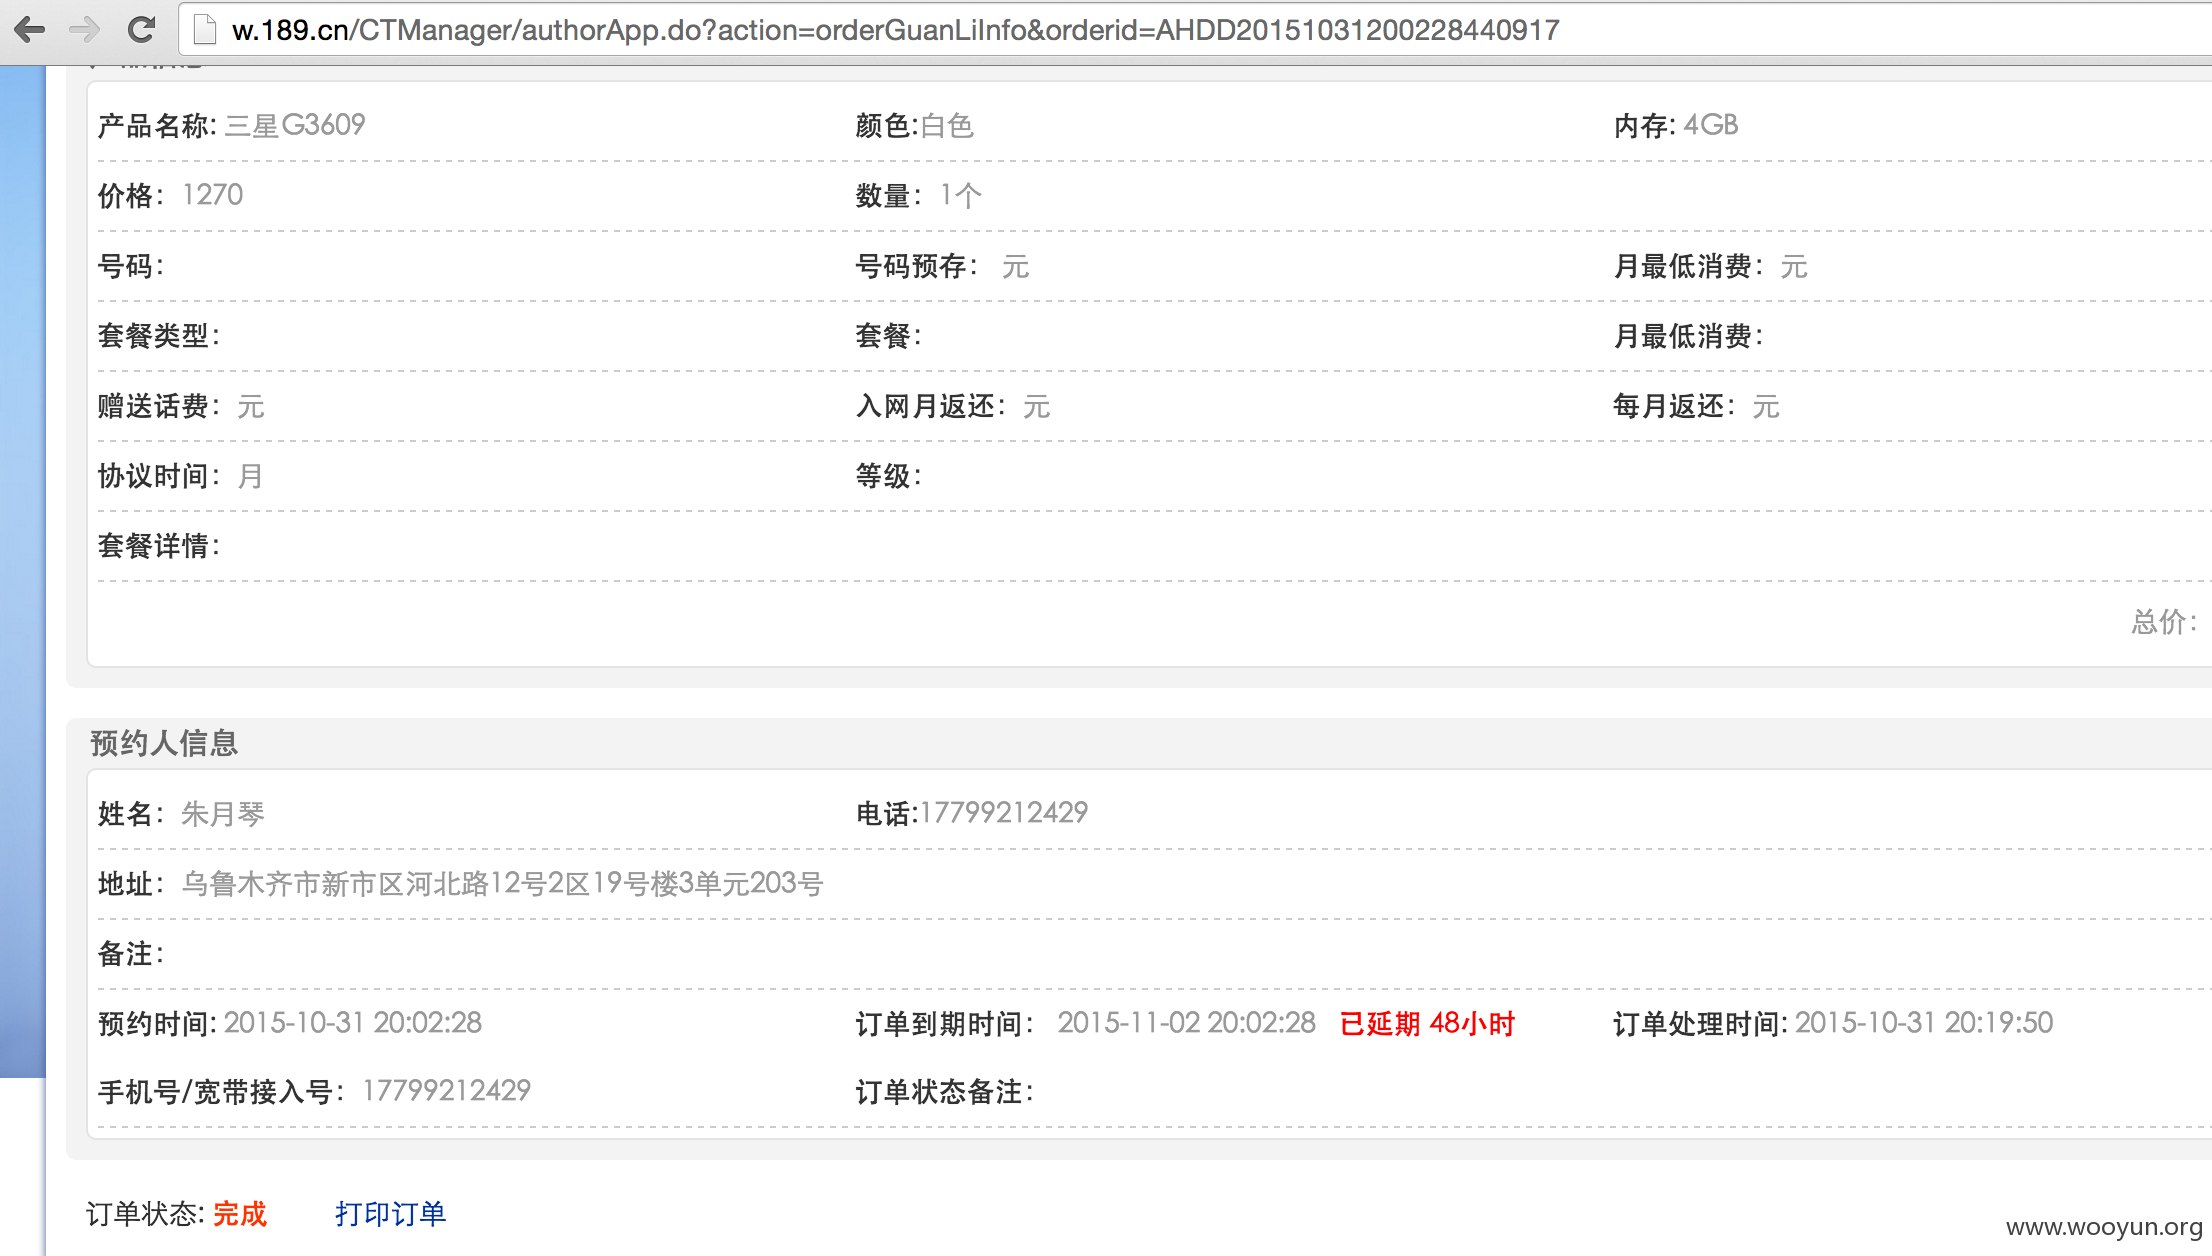 w.189.cn/CTManager/authorApp.do?action=orderGuanLiInfo&orderid=AHDD20151031200228440917
产品名称: 三星G3609 颜色:白色 内存: 4GB
价格： 1270 数量： 1个
号码： 号码预存： 元 月最低消费： 元
套餐类型： 套餐： 月最低消费：
赠送话费： 元 入网月返还： 元 每月返还： 元
协议时间： 月 等级：
套餐详情：
总价：
预约人信息
姓名： 朱月琴 电话:17799212429
地址： 乌鲁木齐市新市区河北路12号2区19号楼3单元203号
备注：
预约时间: 2015-10-31 20:02:28 订单到期时间： 2015-11-02 20:02:28 已延期 48小时 订单处理时间: 2015-10-31 20:19:50
手机号/宽带接入号： 17799212429 订单状态备注：
订单状态: 完成 打印订单
www.wooyun.org